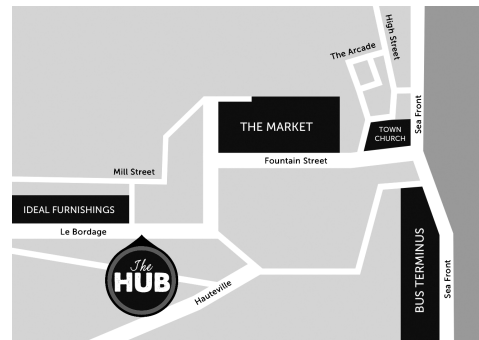 High Street
The Arcade
Sea Front
THE MARKET
TOWN
CHURCH
Fountain Street
Mill Street
IDEAL FURNISHINGS
Le Bordage
The
HUB
Hauteville
BUS TERMINUS
Sea Front